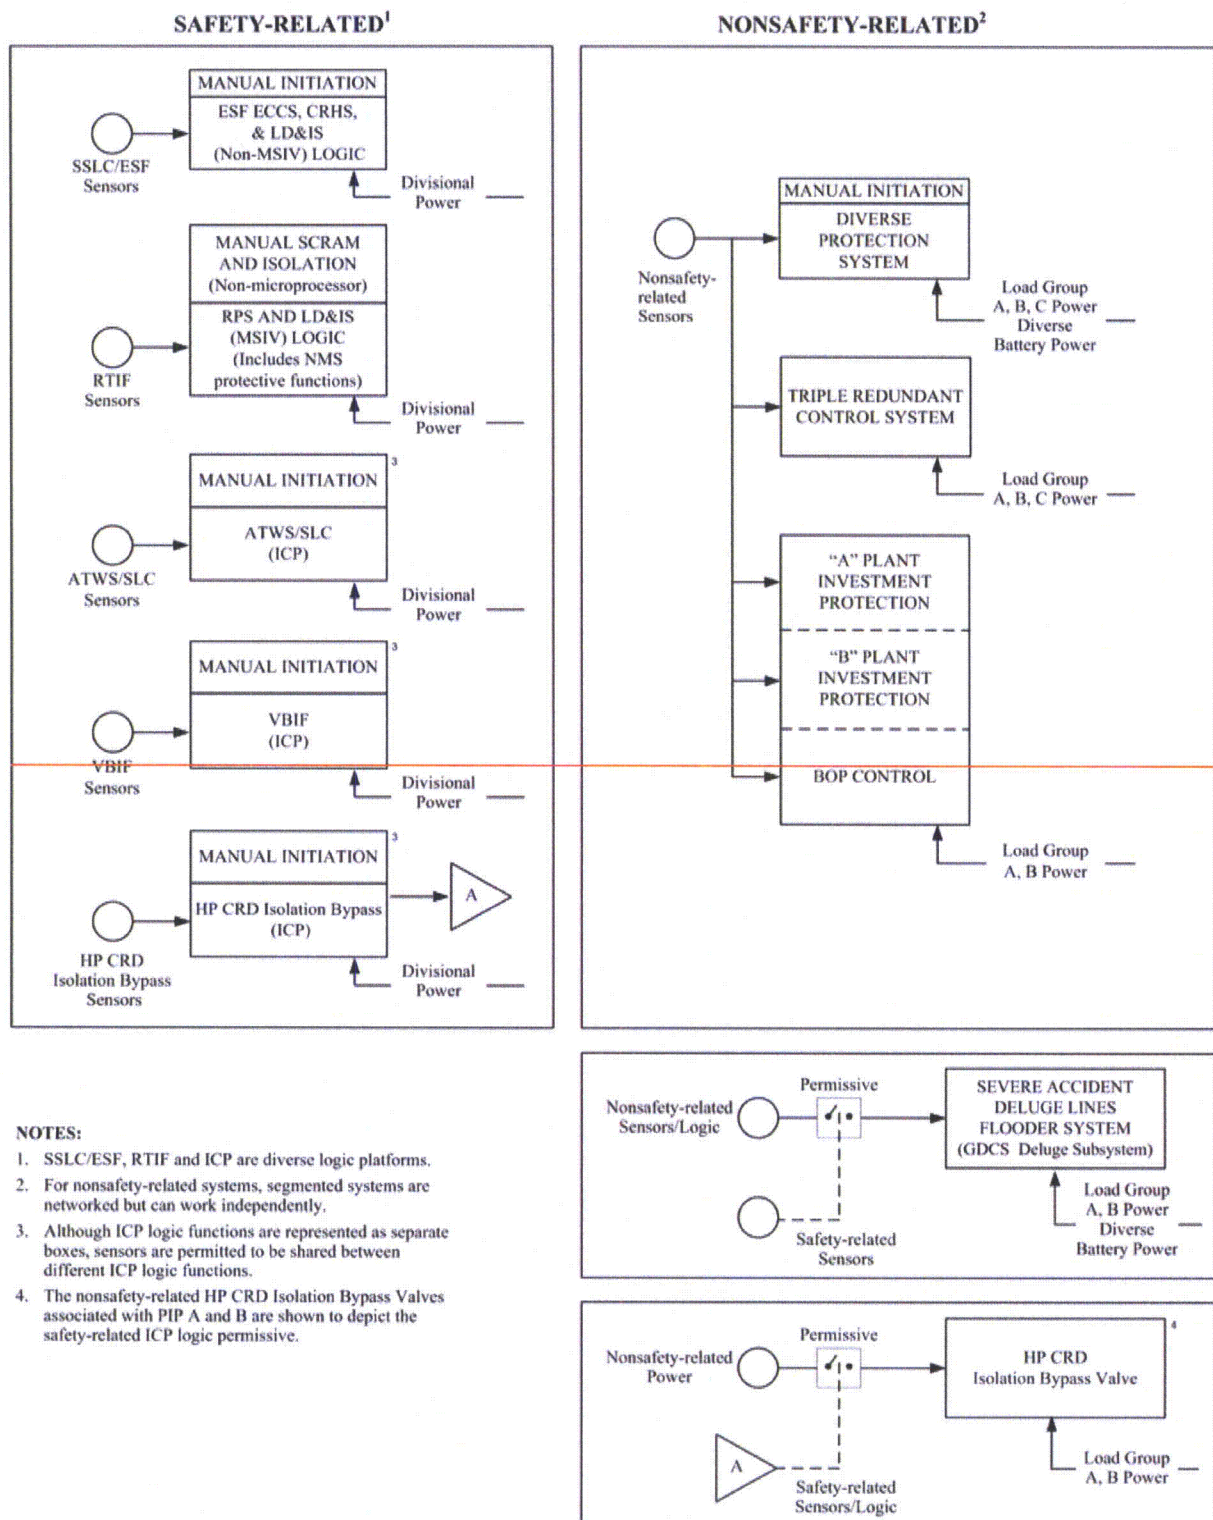 SAFETY-RELATED1
MANUAL INITIATION
ESF ECCS, CRHS,
& LD&IS
(Non-MSIV) LOGIC
SSLC/ESF
Sensors
Divisional
Power
MANUAL SCRAM
AND ISOLATION
(Non-microprocessor)
RPS AND LD&IS
(MSIV) LOGIC
(Includes NMS
protective functions)
RTIF
Sensors
Divisional
Power
3
MANUAL INITIATION
ATWS/SLC
(ICP)
ATWS/SLC
Sensors
Divisional
Power
3
MANUAL INITIATION
VBIF
(ICP)
VBIF
Sensors
Divisional
Power
3
MANUAL INITIATION
HP CRD Isolation Bypass
(ICP)
A
HP CRD
Isolation Bypass
Sensors
Divisional
Power
NONSAFETY-RELATED2
MANUAL INITIATION
DIVERSE
PROTECTION
SYSTEM
Nonsafety-
related
Sensors
Load Group
A, B, C Power
Diverse
Battery Power
TRIPLE REDUNDANT
CONTROL SYSTEM
Load Group
A, B, C Power
"A" PLANT
INVESTMENT
PROTECTION
"B" PLANT
INVESTMENT
PROTECTION
BOP CONTROL
Load Group
A, B Power
NOTES:
1. SSLC/ESF, RTIF and ICP are diverse logic platforms.
2. For nonsafety-related systems, segmented systems are
networked but can work independently.
3. Although ICP logic functions are represented as separate
boxes, sensors are permitted to be shared between
different ICP logic functions.
4. The nonsafety-related HP CRD Isolation Bypass Valves
associated with PIP A and B are shown to depict the
safety-related ICP logic permissive.
Nonsafety-related
Sensors/Logic
Permissive
SEVERE ACCIDENT
DELUGE LINES
FLOODER SYSTEM
(GDCS Deluge Subsystem)
Safety-related
Sensors
Load Group
A, B Power
Diverse
Battery Power
Nonsafety-related
Power
Permissive
4
HP CRD
Isolation Bypass Valve
A
Safety-related
Sensors/Logic
Load Group
A, B Power